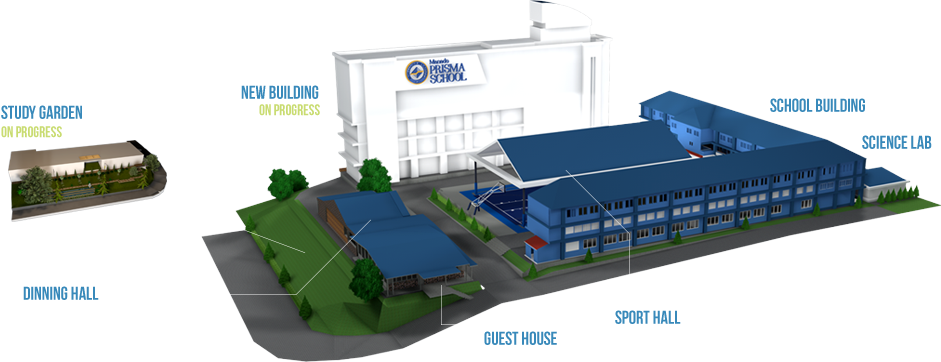 Manado
PRISMA
SCHOOL
NEW BUILDING
ON PROGRESS
STUDY GARDEN
ON PROGRESS
SCHOOL BUILDING
SCIENCE LAB
DINNING HALL
GUEST HOUSE
SPORT HALL